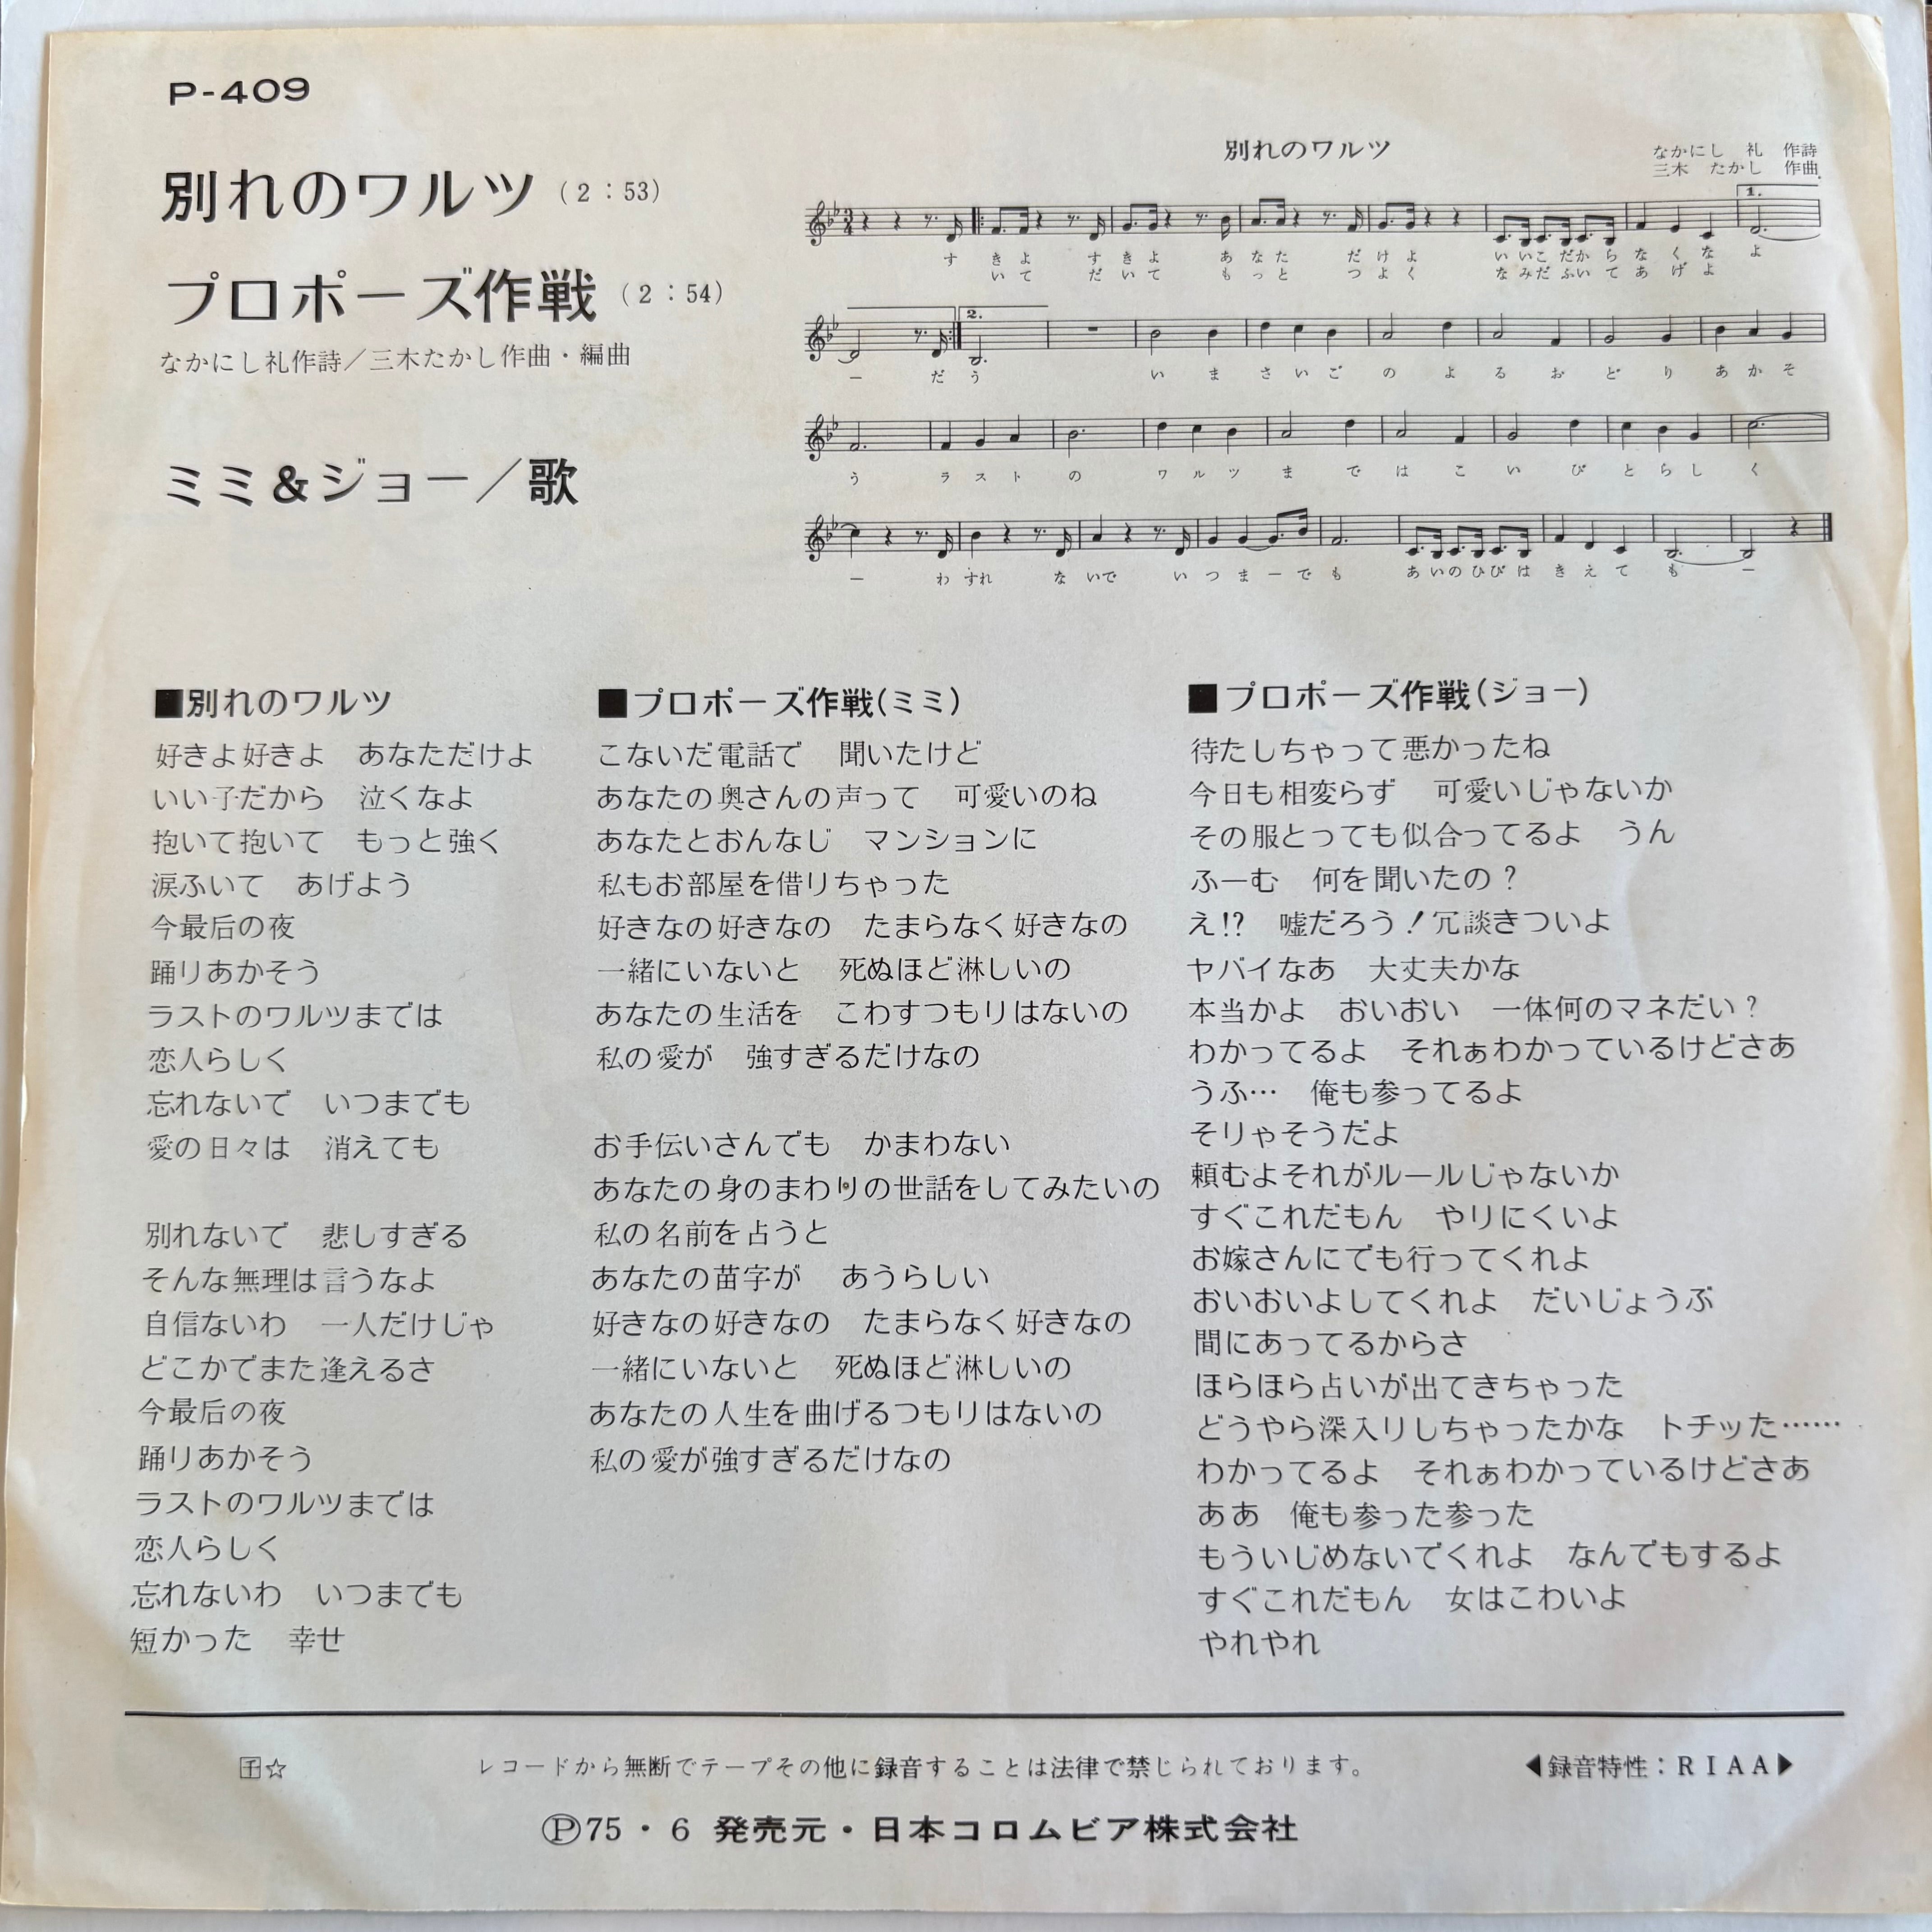 P-409
別れのワルツ (2:53)
プロポーズ作戦 (2:54)
なかにし礼作詩／三木たかし作曲・編曲
ミミ&ジョー／歌
別れのワルツ
なかにし 礼 作詩
三木 たかし 作曲
1.
す きよ すきよ あなた だけよ いいこだから なくな よ
いて だいて もっと つよく なみだふいて あげよ
2.
ー だ う い ま さ い ご の よ る お ど り あ か そ
う ラ ス ト の ワ ル ツ ま で は こ い び と ら し く
ー わ すれ な いで い つ ま ー で も あ い の ひ び は き え て も ー
■別れのワルツ
好きよ好きよ あなただけよ
いい子だから 泣くなよ
抱いて抱いて もっと強く
涙ふいて あげよう
今最后の夜
踊りあかそう
ラストのワルツまでは
恋人らしく
忘れないで いつまでも
愛の日々は 消えても
別れないで 悲しすぎる
そんな無理は言うなよ
自信ないわ 一人だけじゃ
どこかでまた逢えるさ
今最后の夜
踊りあかそう
ラストのワルツまでは
恋人らしく
忘れないわ いつまでも
短かった 幸せ
■プロポーズ作戦(ミミ)
こないだ電話で 聞いたけど
あなたの奥さんの声って 可愛いのね
あなたとおんなじ マンションに
私もお部屋を借りちゃった
好きなの好きなの たまらなく好きなの
一緒にいないと 死ぬほど淋しいの
あなたの生活を こわすつもりはないの
私の愛が 強すぎるだけなの
お手伝いさんでも かまわない
あなたの身のまわりの世話をしてみたいの
私の名前を占うと
あなたの苗字が あうらしい
好きなの好きなの たまらなく好きなの
一緒にいないと 死ぬほど淋しいの
あなたの人生を曲げるつもりはないの
私の愛が強すぎるだけなの
■プロポーズ作戦(ジョー)
待たしちゃって悪かったね
今日も相変らず 可愛いじゃないか
その服とっても似合ってるよ うん
ふーむ 何を聞いたの？
え!? 嘘だろう！冗談きついよ
ヤバイなあ 大丈夫かな
本当かよ おいおい 一体何のマネだい？
わかってるよ それぁわかっているけどさあ
うふ… 俺も参ってるよ
そりゃそうだよ
頼むよそれがルールじゃないか
すぐこれだもん やりにくいよ
お嫁さんにでも行ってくれよ
おいおいよしてくれよ だいじょうぶ
間にあってるからさ
ほらほら占いが出てきちゃった
どうやら深入りしちゃったかな トチッた……
わかってるよ それぁわかっているけどさあ
ああ 俺も参った参った
もういじめないでくれよ なんでもするよ
すぐこれだもん 女はこわいよ
やれやれ
☆ レコードから無断でテープその他に録音することは法律で禁じられております。 ◀録音特性：RIAA▶
Ⓟ75・6 発売元・日本コロムビア株式会社